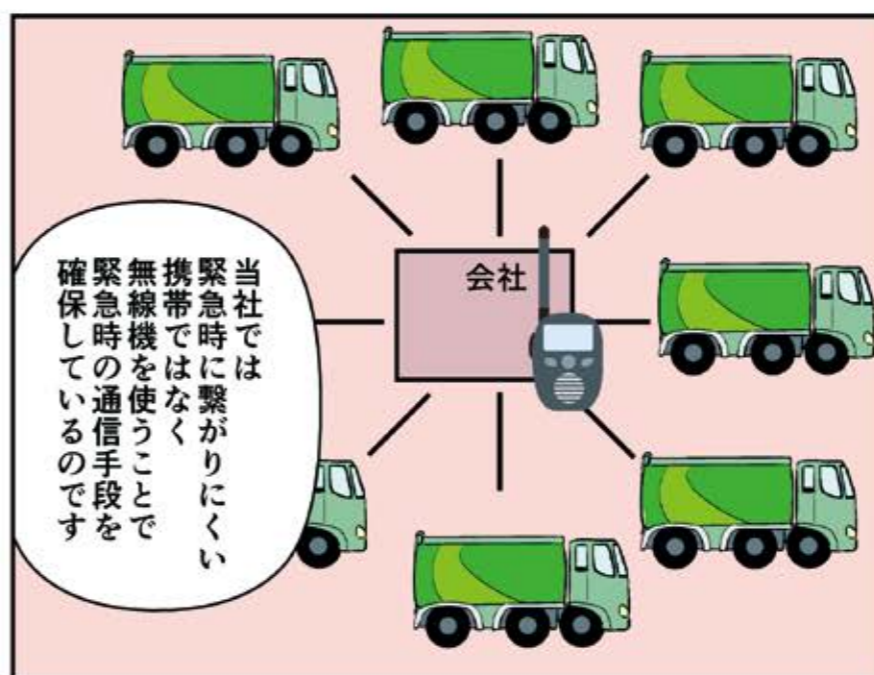 当社では
緊急時に繋がりにくい
携帯ではなく
無線機を使うことで
緊急時の通信手段を
確保しているのです
会社